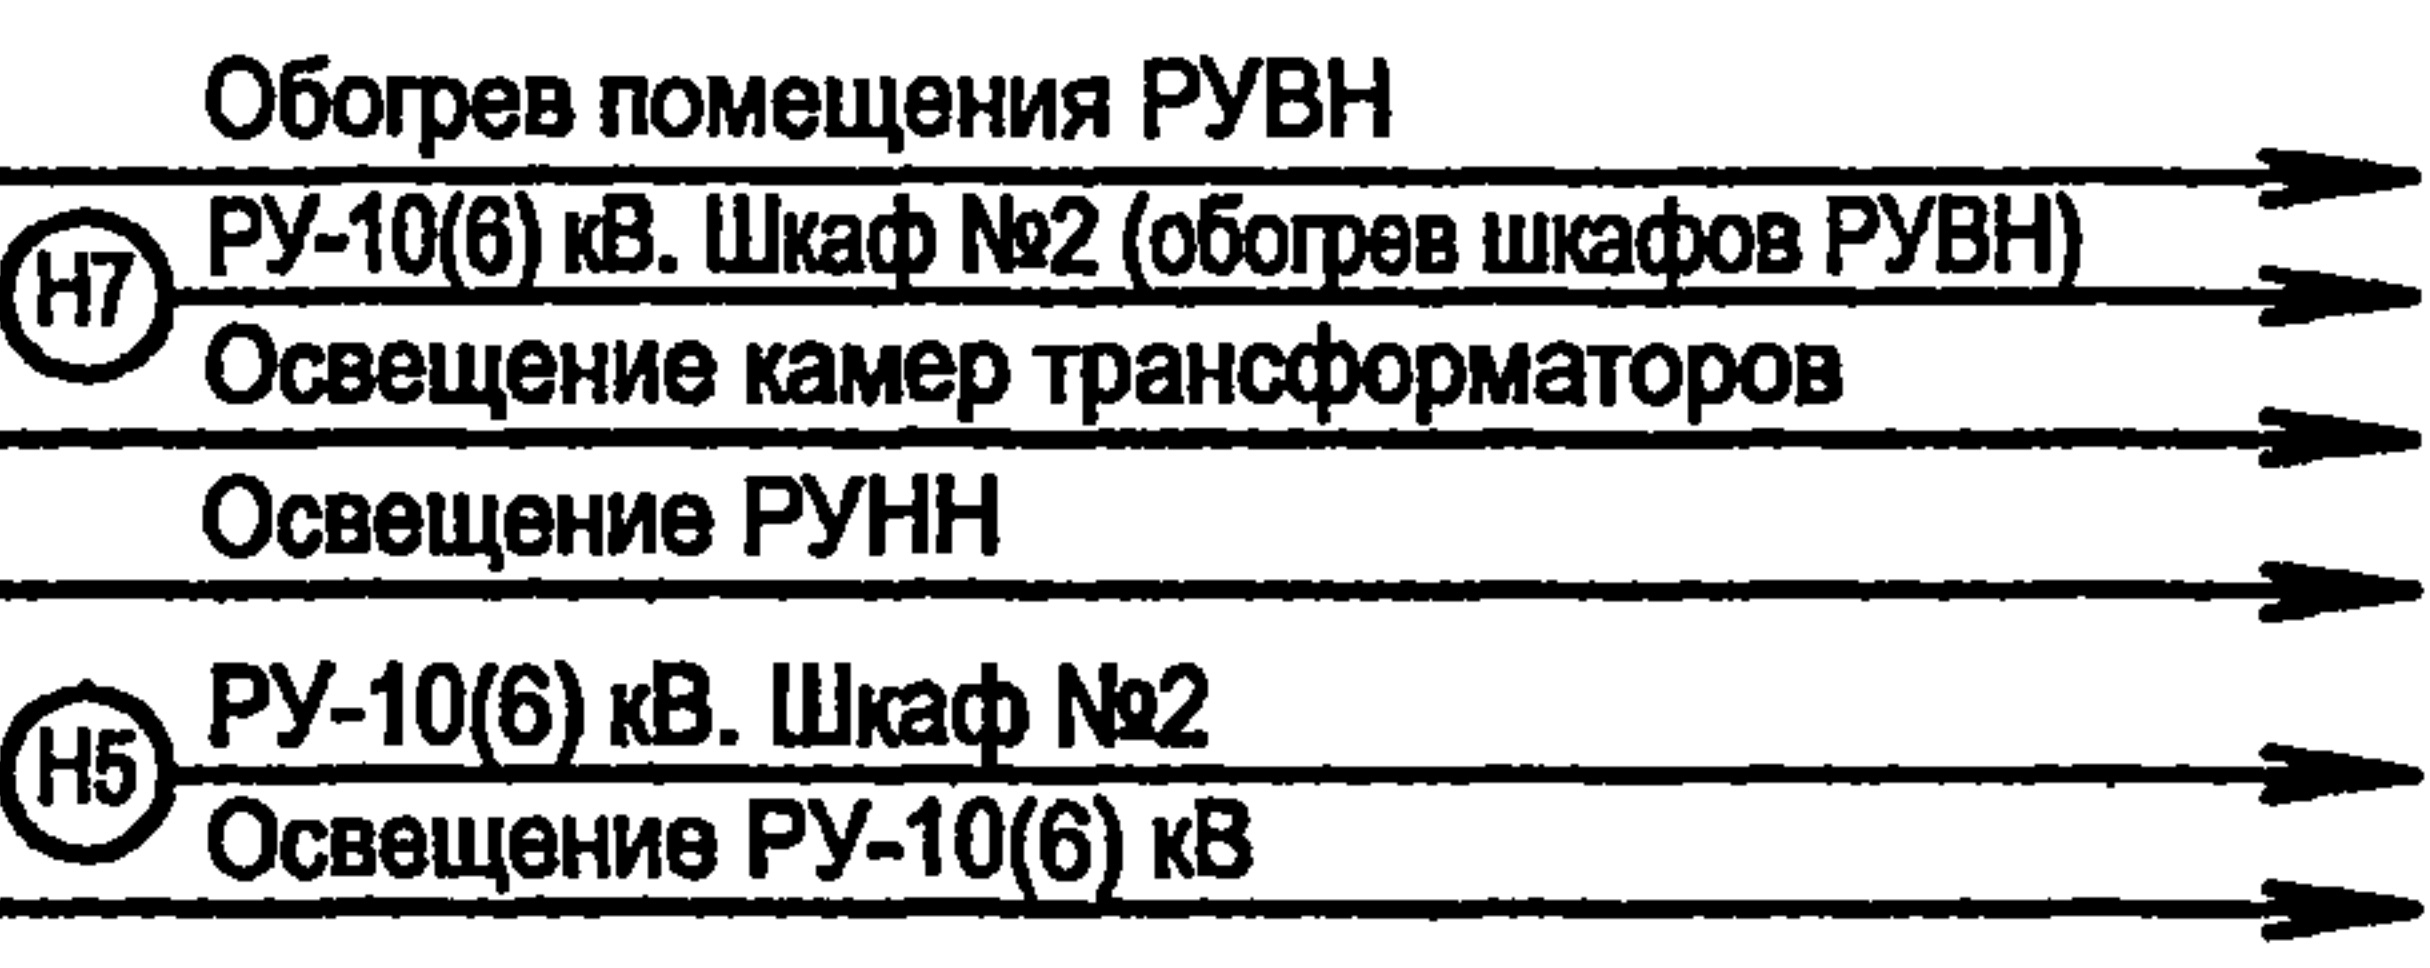 Обогрев помещения РУВН
Н7 РУ-10(6) кВ. Шкаф №2 (обогрев шкафов РУВН)
Освещение камер трансформаторов
Освещение РУНН
Н5 РУ-10(6) кВ. Шкаф №2
Освещение РУ-10(6) кВ